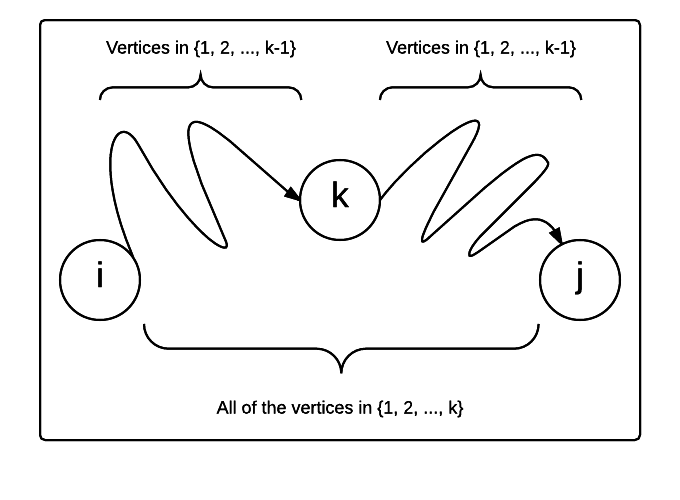 Vertices in {1, 2, ..., k-1}
Vertices in {1, 2, ..., k-1}
k
i
j
All of the vertices in {1, 2, ..., k}